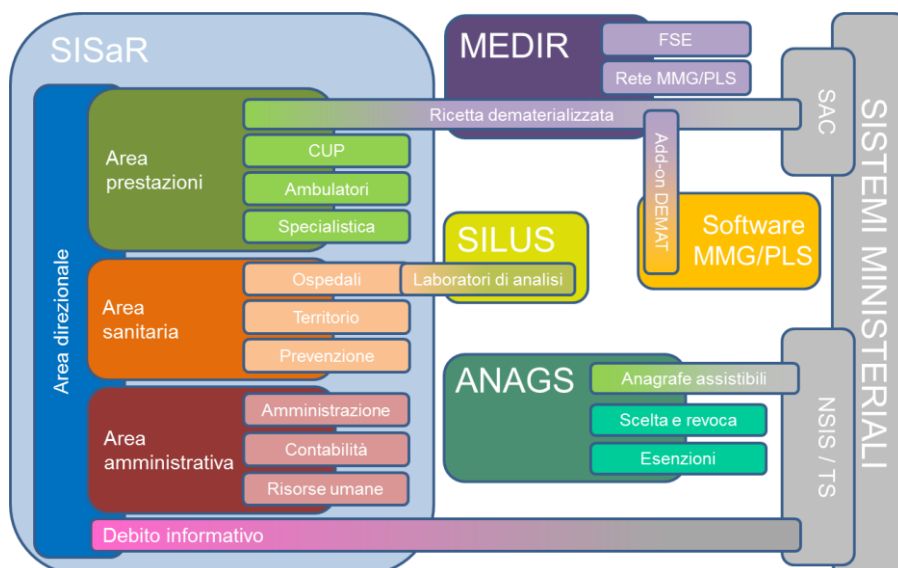 SISaR
Area direzionale
Area
prestazioni
Ricetta dematerializzata
CUP
Ambulatori
Specialistica
Area
sanitaria
Ospedali
Territorio
Prevenzione
Area
amministrativa
Amministrazione
Contabilità
Risorse umane
Debito informativo
MEDIR
FSE
Rete MMG/PLS
Add-on DEMAT
SILUS
Laboratori di analisi
Software
MMG/PLS
ANAGS
Anagrafe assistibili
Scelta e revoca
Esenzioni
SAC
NSIS / TS
SISTEMI MINISTERIALI